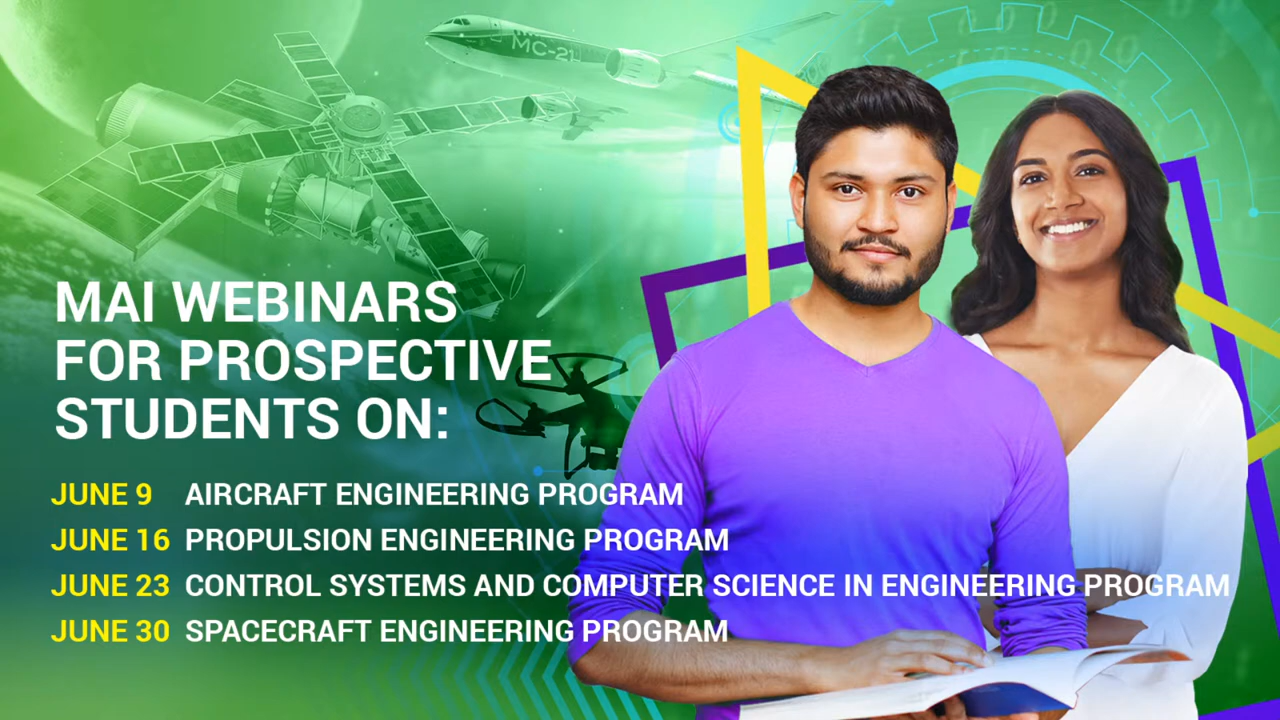 MC-21
MAI WEBINARS
FOR PROSPECTIVE
STUDENTS ON:
JUNE 9 AIRCRAFT ENGINEERING PROGRAM
JUNE 16 PROPULSION ENGINEERING PROGRAM
JUNE 23 CONTROL SYSTEMS AND COMPUTER SCIENCE IN ENGINEERING PROGRAM
JUNE 30 SPACECRAFT ENGINEERING PROGRAM